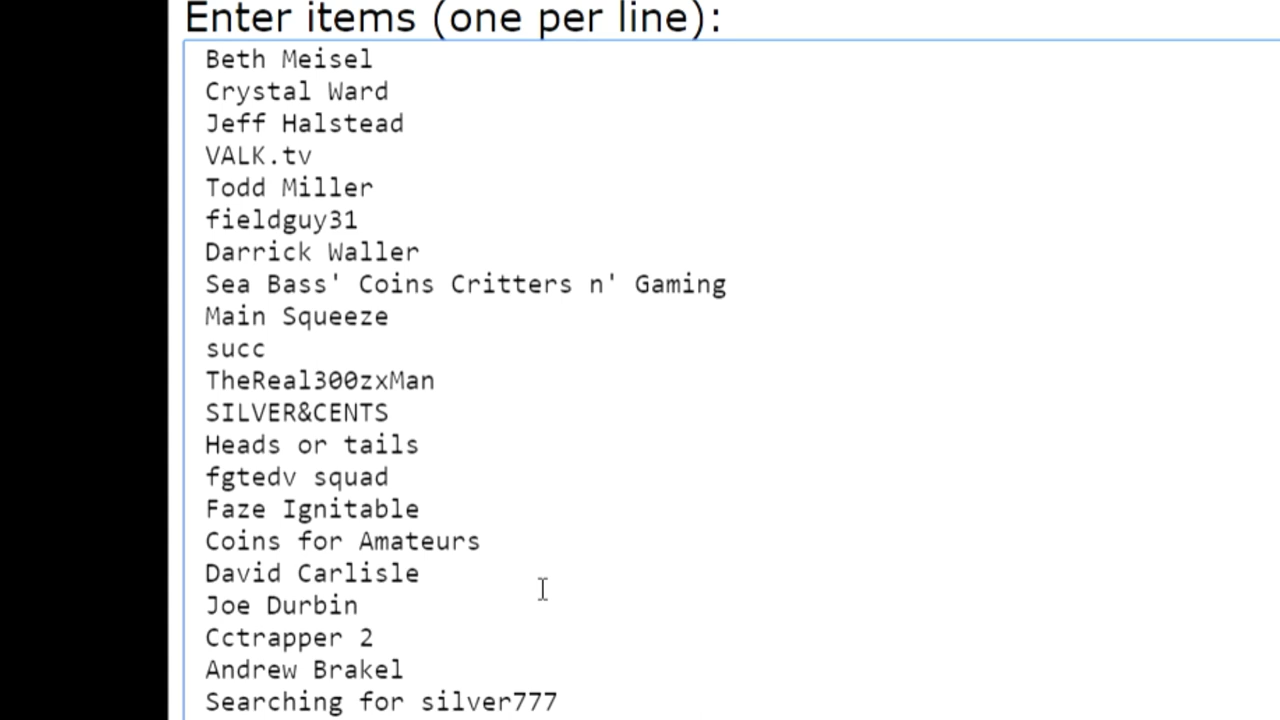 Enter items (one per line):
Beth Meisel
Crystal Ward
Jeff Halstead
VALK.tv
Todd Miller
fieldguy31
Darrick Waller
Sea Bass' Coins Critters n' Gaming
Main Squeeze
succ
TheReal300zxMan
SILVER&CENTS
Heads or tails
fgtedv squad
Faze Ignitable
Coins for Amateurs
David Carlisle
Joe Durbin
Cctrapper 2
Andrew Brakel
Searching for silver777